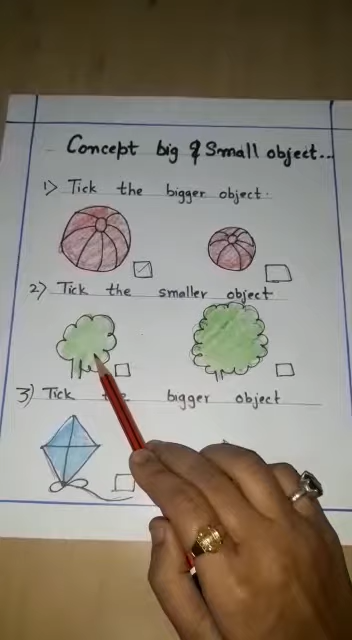 Concept big & Small object...
1> Tick the bigger object.
2) Tick the smaller object
3) Tick bigger object